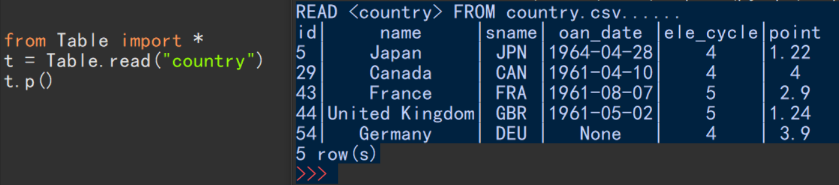 from Table import *
t = Table.read("country")
t.p()
READ <country> FROM country.csv......
id| name |sname| oan_date |ele_cycle|point
5 | Japan | JPN |1964-04-28| 4 |1.22
29| Canada | CAN |1961-04-10| 4 | 4
43| France | FRA |1961-08-07| 5 | 2.9
44|United Kingdom| GBR |1961-05-02| 5 |1.24
54| Germany | DEU | None | 4 | 3.9
5 row(s)
>>>